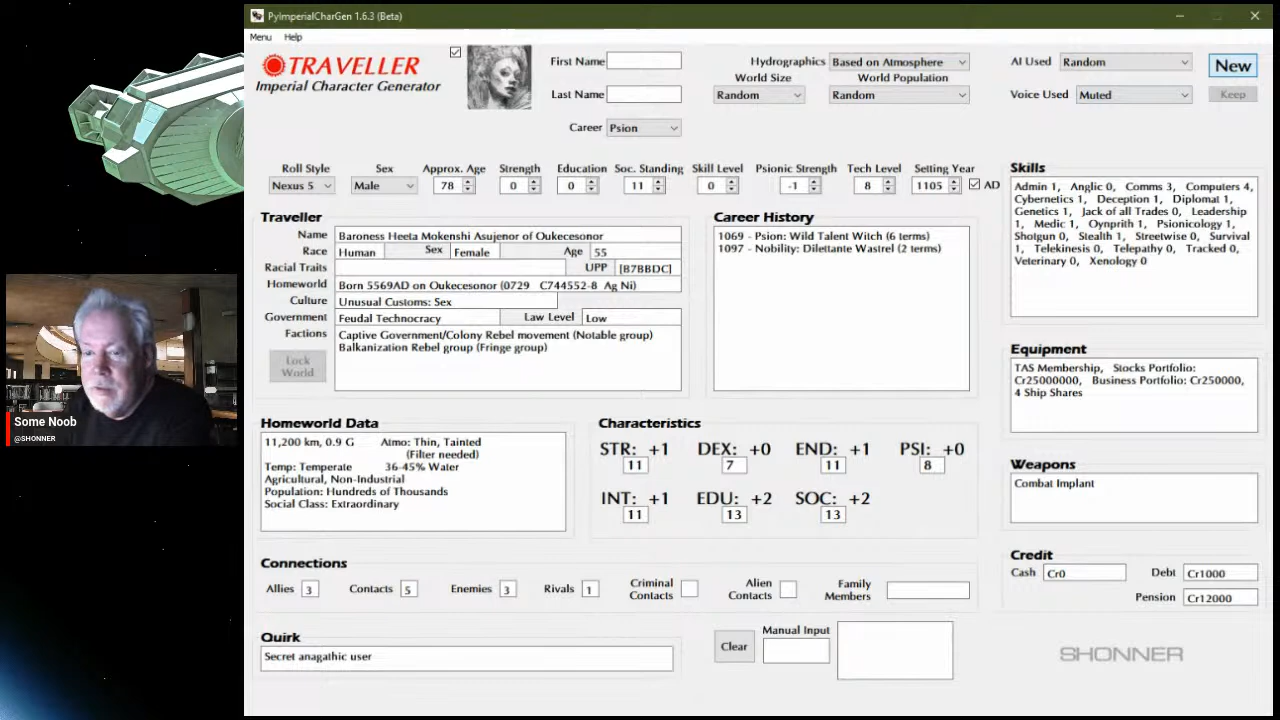 PyImperialCharGen 1.6.3 (Beta)
Menu Help
TRAVELLER
Imperial Character Generator
First Name
Last Name
Career Psion
Hydrographics Based on Atmosphere
World Size World Population
Random Random
AI Used Random
Voice Used Muted
New
Keep
Roll Style Sex Approx. Age Strength Education Soc. Standing Skill Level Psionic Strength Tech Level Setting Year
Nexus 5 Male 78 0 0 11 0 -1 8 1105 AD
Traveller
Name Baroness Heeta Mokenshi Asujenor of Oukecesonor
Race Human Sex Female Age 55
Racial Traits UPP [B7BBDC]
Homeworld Born 5569AD on Oukecesonor (0729 C744552-8 Ag Ni)
Culture Unusual Customs: Sex
Government Feudal Technocracy Law Level Low
Factions Captive Government/Colony Rebel movement (Notable group)
Balkanization Rebel group (Fringe group)
Lock
World
Career History
1069 - Psion: Wild Talent Witch (6 terms)
1097 - Nobility: Dilettante Wastrel (2 terms)
Skills
Admin 1, Anglic 0, Comms 3, Computers 4,
Cybernetics 1, Deception 1, Diplomat 1,
Genetics 1, Jack of all Trades 0, Leadership
1, Medic 1, Oynprith 1, Psionicology 1,
Shotgun 0, Stealth 1, Streetwise 0, Survival
1, Telekinesis 0, Telepathy 0, Tracked 0,
Veterinary 0, Xenology 0
Equipment
TAS Membership, Stocks Portfolio:
Cr25000000, Business Portfolio: Cr250000,
4 Ship Shares
Some Noob
@SHONNER
Homeworld Data
11,200 km, 0.9 G Atmo: Thin, Tainted
(Filter needed)
Temp: Temperate 36-45% Water
Agricultural, Non-Industrial
Population: Hundreds of Thousands
Social Class: Extraordinary
Characteristics
STR: +1 DEX: +0 END: +1 PSI: +0
11 7 11 8
INT: +1 EDU: +2 SOC: +2
11 13 13
Weapons
Combat Implant
Credit
Cash Cr0 Debt Cr1000
Pension Cr12000
Connections
Allies 3 Contacts 5 Enemies 3 Rivals 1 Criminal Contacts Alien Contacts Family Members
Quirk
Secret anagathic user
Clear
Manual Input
SHONNER